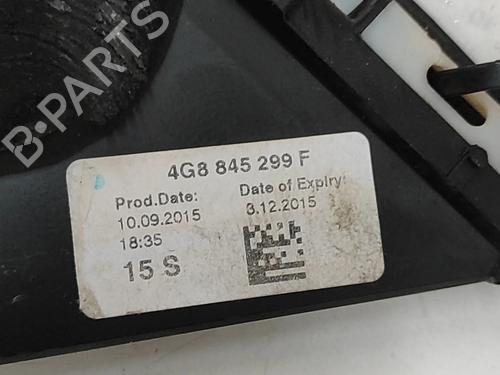 B-PARTS
4G8 845 299 F
Prod.Date: Date of Expiry:
10.09.2015 3.12.2015
18:35
15 S